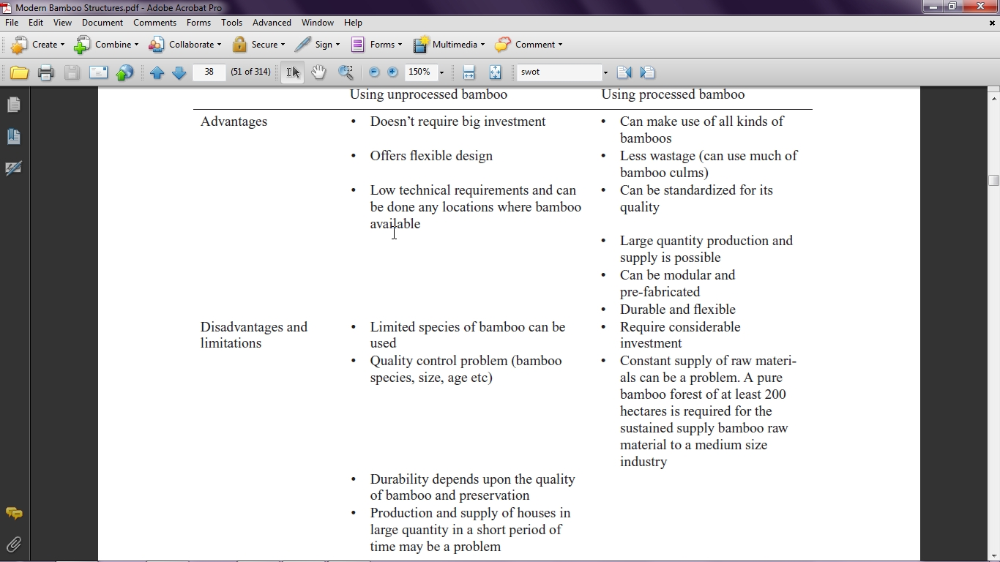 Modern Bamboo Structures.pdf - Adobe Acrobat Pro
File Edit View Document Comments Forms Tools Advanced Window Help
Create Combine Collaborate Secure Sign Forms Multimedia Comment
38 (51 of 314) 150% swot
Using unprocessed bamboo Using processed bamboo
Advantages • Doesn’t require big investment • Can make use of all kinds of
bamboos
• Offers flexible design • Less wastage (can use much of
bamboo culms)
• Low technical requirements and can • Can be standardized for its
be done any locations where bamboo quality
available
• Large quantity production and
supply is possible
• Can be modular and
pre-fabricated
• Durable and flexible
Disadvantages and • Limited species of bamboo can be • Require considerable
limitations used investment
• Quality control problem (bamboo • Constant supply of raw materi-
species, size, age etc) als can be a problem. A pure
bamboo forest of at least 200
hectares is required for the
sustained supply bamboo raw
material to a medium size
industry
• Durability depends upon the quality
of bamboo and preservation
• Production and supply of houses in
large quantity in a short period of
time may be a problem